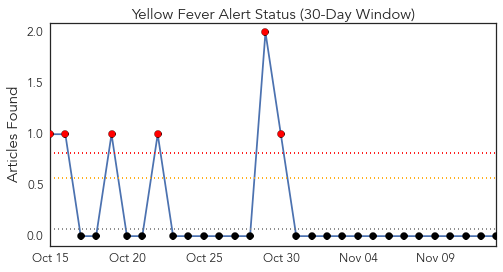 Yellow Fever Alert Status (30-Day Window)
Articles Found
2.0
1.5
1.0
0.5
0.0
Oct 15 Oct 20 Oct 25 Oct 30 Nov 04 Nov 09